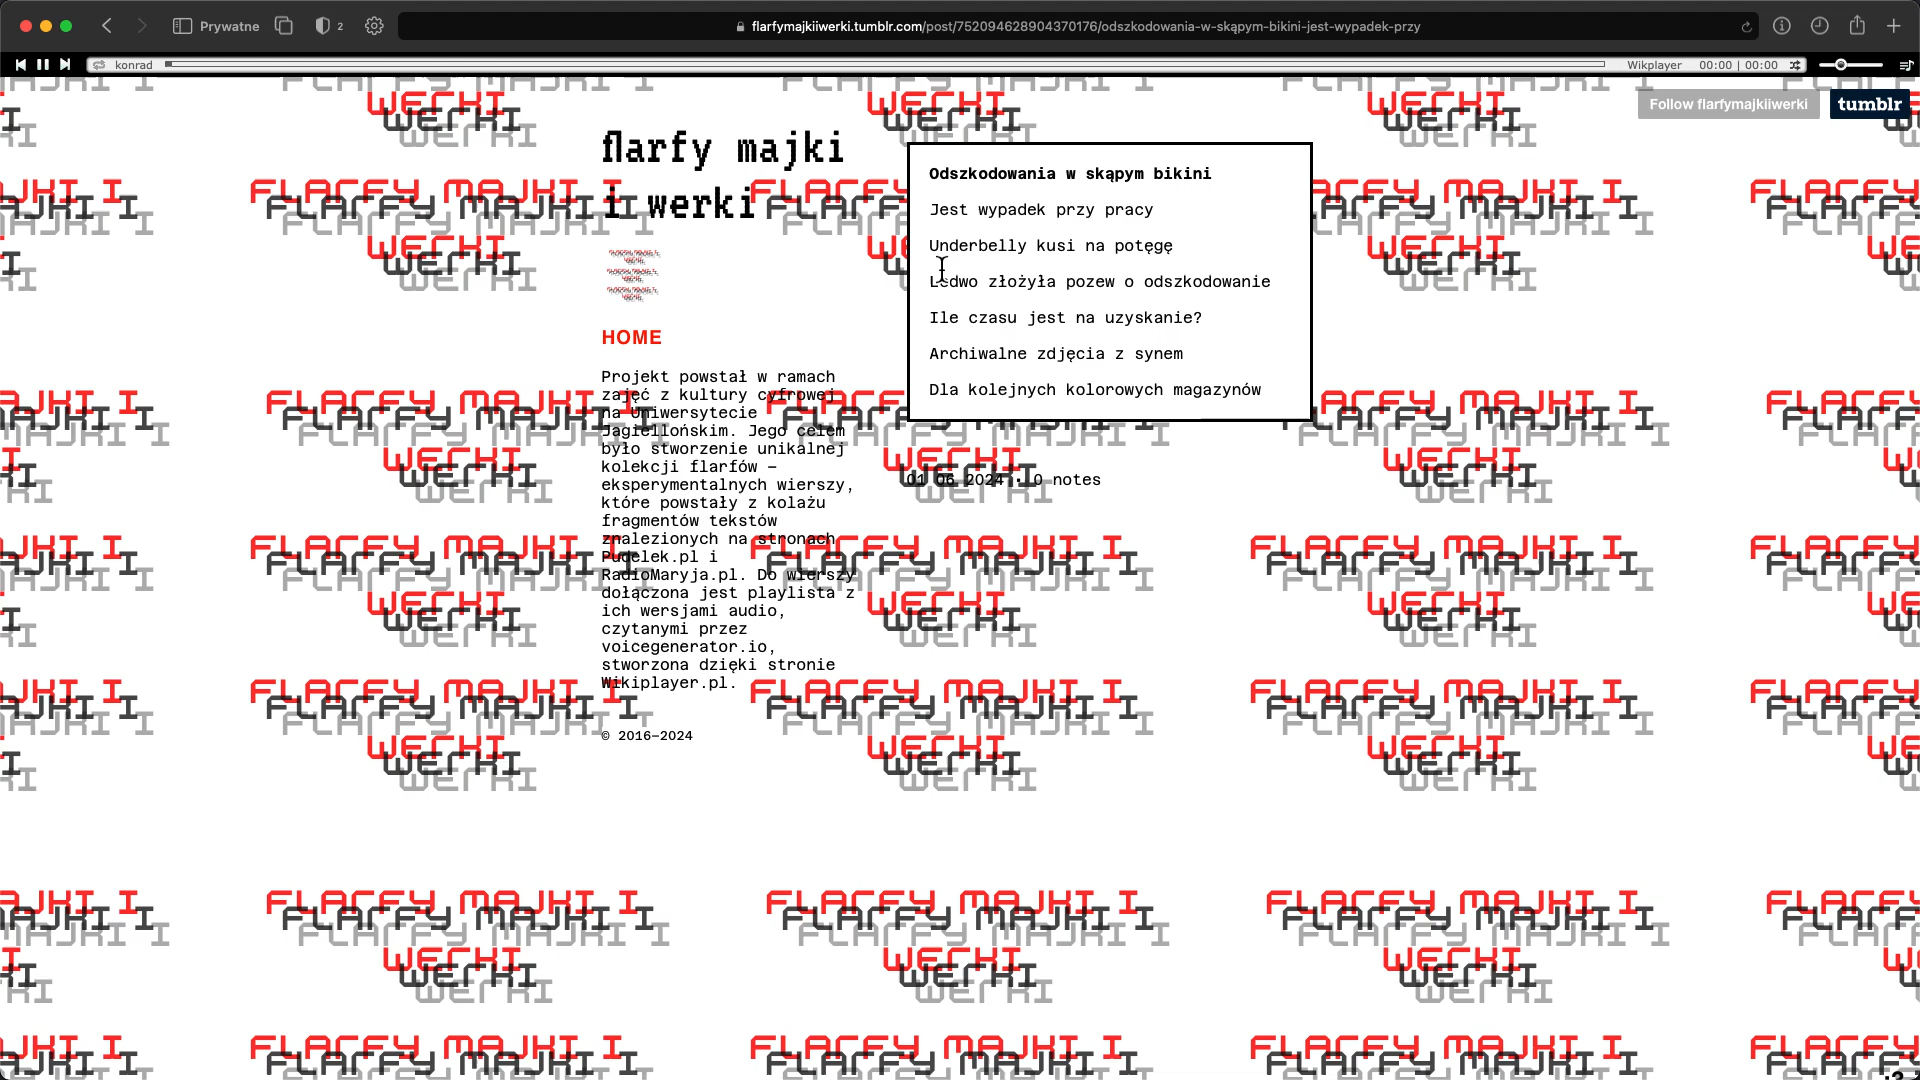 Prywatne
2
flarfymajkiiwerki.tumblr.com/post/752094628904370176/odszkodowania-w-skąpym-bikini-jest-wypadek-przy
konrad
Wikplayer 00:00 | 00:00
Follow flarfymajkiiwerki
tumblr
flarfy majki
i werki
HOME
Projekt powstał w ramach
zajęć z kultury cyfrowej
na Uniwersytecie
Jagiellońskim. Jego celem
było stworzenie unikalnej
kolekcji flarfów –
eksperymentalnych wierszy,
które powstały z kolażu
fragmentów tekstów
znalezionych na stronach
Pudelek.pl i
RadioMaryja.pl. Do wierszy
dołączona jest playlista z
ich wersjami audio,
czytanymi przez
voicegenerator.io,
stworzona dzięki stronie
Wikiplayer.pl.
© 2016–2024
Odszkodowania w skąpym bikini
Jest wypadek przy pracy
Underbelly kusi na potęgę
Ledwo złożyła pozew o odszkodowanie
Ile czasu jest na uzyskanie?
Archiwalne zdjęcia z synem
Dla kolejnych kolorowych magazynów
01 06 2024 • 0 notes
FLARFY MAJKI I
WERKI